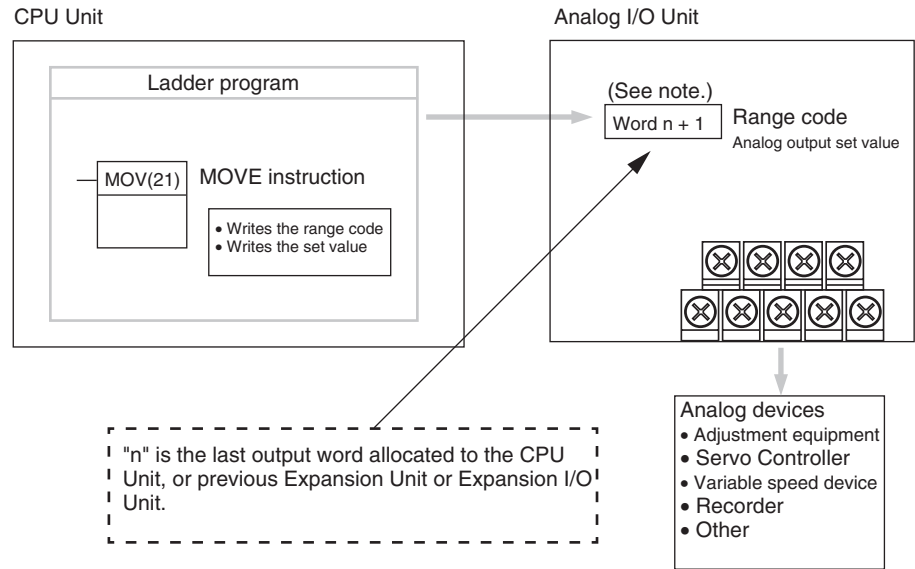 CPU Unit
Analog I/O Unit
Ladder program
(See note.)
Word n + 1
Range code
Analog output set value
MOV(21)
MOVE instruction
• Writes the range code
• Writes the set value
"n" is the last output word allocated to the CPU
Unit, or previous Expansion Unit or Expansion I/O
Unit.
Analog devices
• Adjustment equipment
• Servo Controller
• Variable speed device
• Recorder
• Other